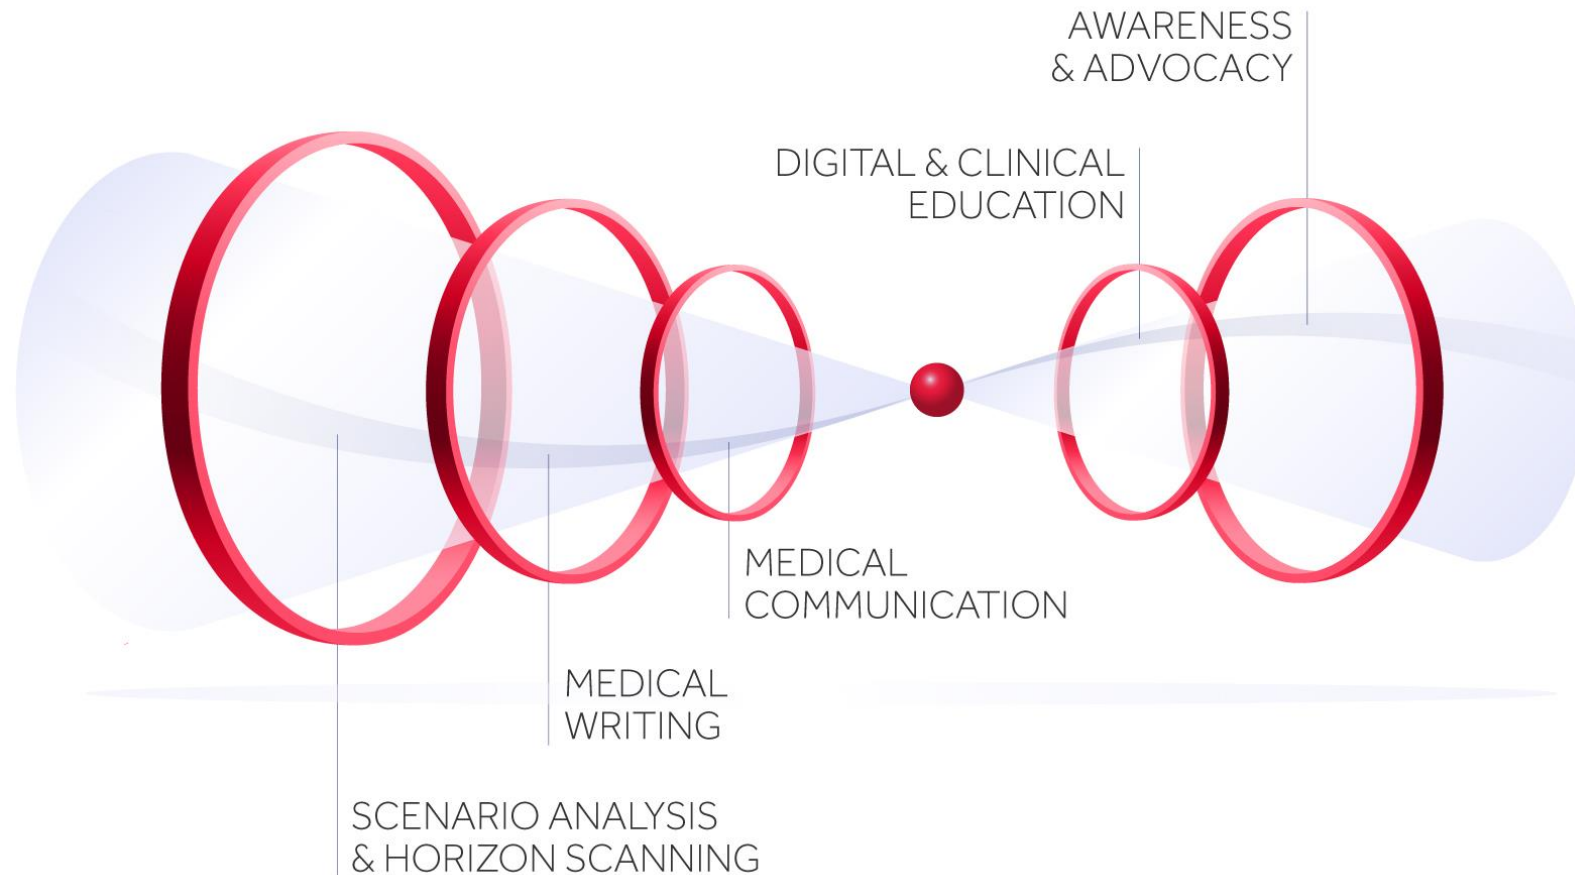 AWARENESS
& ADVOCACY
DIGITAL & CLINICAL
EDUCATION
MEDICAL
COMMUNICATION
MEDICAL
WRITING
SCENARIO ANALYSIS
& HORIZON SCANNING